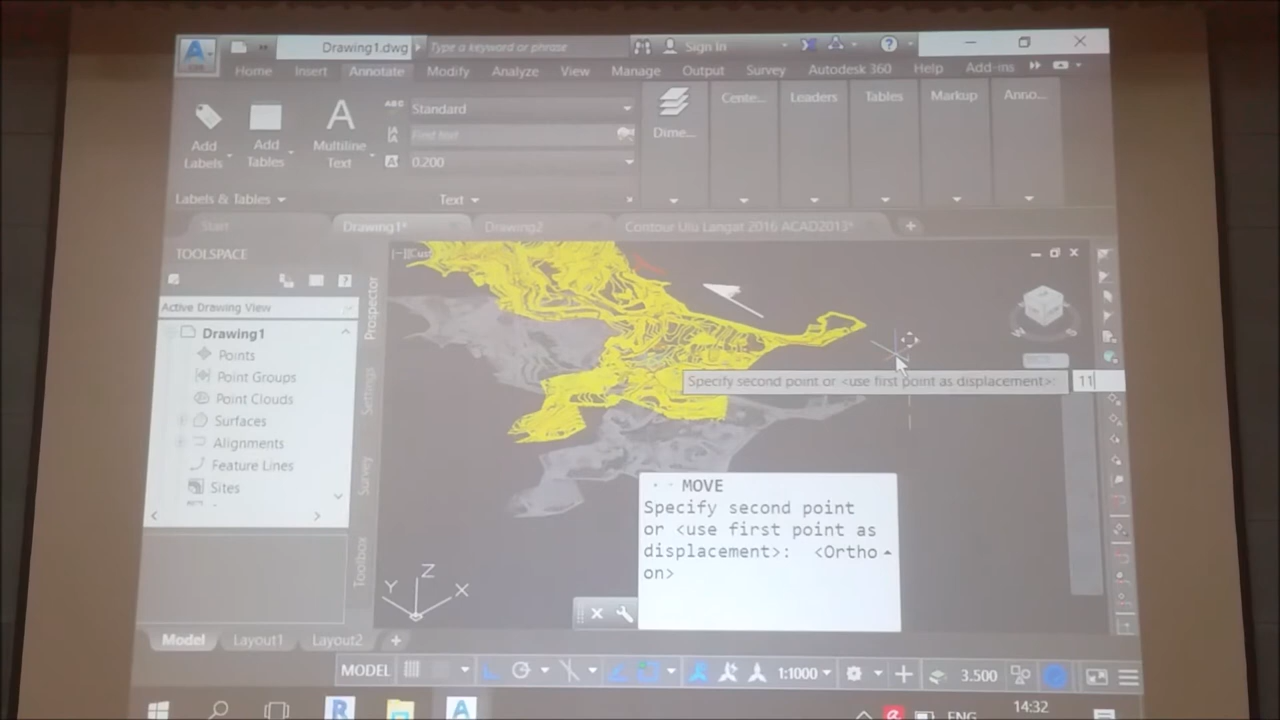 Drawing1.dwg
Type a keyword or phrase
Sign In
Home Insert Annotate Modify Analyze View Manage Output Survey Autodesk 360 Help Add-ins
Add Labels
Add Tables
A
Multiline Text
ABC
Standard
Find text
0.200
Dime...
Cente...
Leaders
Tables
Markup
Anno...
Labels & Tables
Text
Start
Drawing1*
Drawing2
Contour Ulu Langat 2016 ACAD2013*
TOOLSPACE
Active Drawing View
Drawing1
Points
Point Groups
Point Clouds
Surfaces
Alignments
Feature Lines
Sites
Prospector
Settings
Survey
Toolbox
[−][Cus
Specify second point or <use first point as displacement>:
11
MOVE
Specify second point
or <use first point as
displacement>: <Ortho
on>
Z
Y
X
Model
Layout1
Layout2
MODEL
1:1000
3.500
ENG
14:32